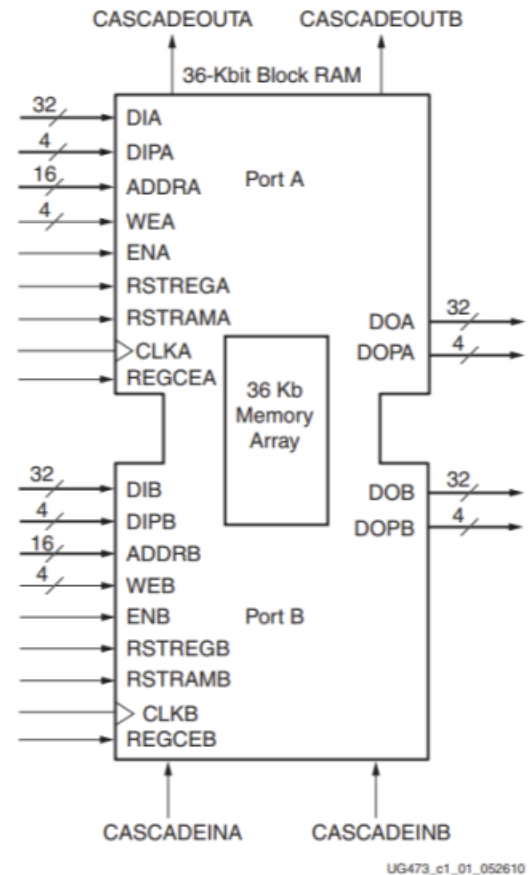 CASCADEOUTA CASCADEOUTB
36-Kbit Block RAM
32 DIA
4 DIPA
16 ADDRA Port A
4 WEA
ENA
RSTREGA
RSTRAMA DOA 32
CLKA DOPA 4
REGCEA
36 Kb
Memory
Array
32 DIB DOB 32
4 DIPB DOPB 4
16 ADDRB
4 WEB
ENB Port B
RSTREGB
RSTRAMB
CLKB
REGCEB
CASCADEINA CASCADEINB
UG473_c1_01_052610